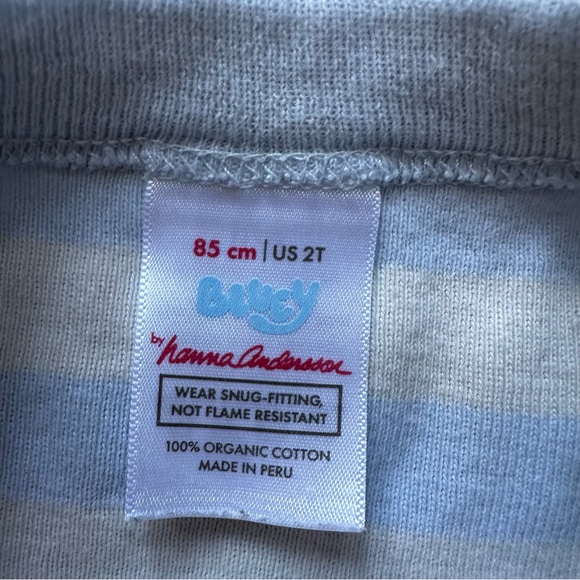 85 cm | US 2T
BLUEY
by hanna andersson
WEAR SNUG-FITTING,
NOT FLAME RESISTANT
100% ORGANIC COTTON
MADE IN PERU